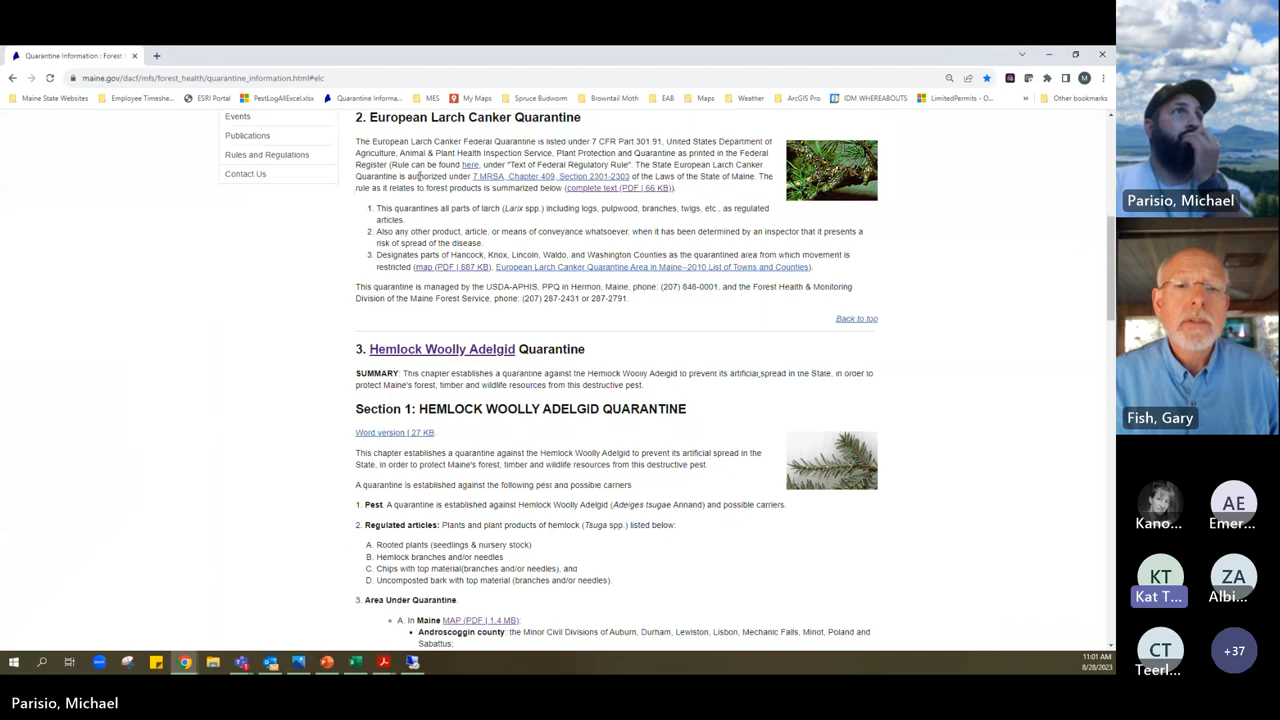 Quarantine Information : Forest
maine.gov/dacf/mfs/forest_health/quarantine_information.html#elc
Maine State Websites
Employee Timeshe...
ESRI Portal
PestLogAllExcel.xlsx
Quarantine Informa...
MES
My Maps
Spruce Budworm
Browntail Moth
EAB
Maps
Weather
ArcGIS Pro
IDM WHEREABOUTS
LimitedPermits - O...
Other bookmarks
Events
Publications
Rules and Regulations
Contact Us
2. European Larch Canker Quarantine
The European Larch Canker Federal Quarantine is listed under 7 CFR Part 301.91, United States Department of
Agriculture, Animal & Plant Health Inspection Service, Plant Protection and Quarantine as printed in the Federal
Register (Rule can be found here, under "Text of Federal Regulatory Rule". The State European Larch Canker
Quarantine is authorized under 7 MRSA, Chapter 409, Section 2301-2303 of the Laws of the State of Maine. The
rule as it relates to forest products is summarized below (complete text (PDF | 66 KB)).
1. This quarantines all parts of larch (Larix spp.) including logs, pulpwood, branches, twigs, etc., as regulated
articles.
2. Also any other product, article, or means of conveyance whatsoever, when it has been determined by an inspector that it presents a
risk of spread of the disease.
3. Designates parts of Hancock, Knox, Lincoln, Waldo, and Washington Counties as the quarantined area from which movement is
restricted (map (PDF | 687 KB), European Larch Canker Quarantine Area in Maine--2010 List of Towns and Counties).
This quarantine is managed by the USDA-APHIS, PPQ in Hermon, Maine, phone: (207) 848-0001, and the Forest Health & Monitoring
Division of the Maine Forest Service, phone: (207) 287-2431 or 287-2791.
Back to top
3. Hemlock Woolly Adelgid Quarantine
SUMMARY: This chapter establishes a quarantine against the Hemlock Woolly Adelgid to prevent its artificial spread in the State, in order to
protect Maine's forest, timber and wildlife resources from this destructive pest.
Section 1: HEMLOCK WOOLLY ADELGID QUARANTINE
Word version | 27 KB.
This chapter establishes a quarantine against the Hemlock Woolly Adelgid to prevent its artificial spread in the
State, in order to protect Maine's forest, timber and wildlife resources from this destructive pest.
A quarantine is established against the following pest and possible carriers
1. Pest A quarantine is established against Hemlock Woolly Adelgid (Adelges tsugae Annand) and possible carriers.
2. Regulated articles: Plants and plant products of hemlock (Tsuga spp.) listed below:
A. Rooted plants (seedlings & nursery stock)
B. Hemlock branches and/or needles
C. Chips with top material(branches and/or needles), and
D. Uncomposted bark with top material (branches and/or needles).
3. Area Under Quarantine
A. In Maine MAP (PDF | 1.4 MB):
Androscoggin county: the Minor Civil Divisions of Auburn, Durham, Lewiston, Lisbon, Mechanic Falls, Minot, Poland and
Sabattus;
11:01 AM
8/28/2023
Parisio, Michael
Parisio, Michael
Fish, Gary
Kano...
AE
Emer...
KT
Kat T...
ZA
Albi...
CT
Teerl...
+37